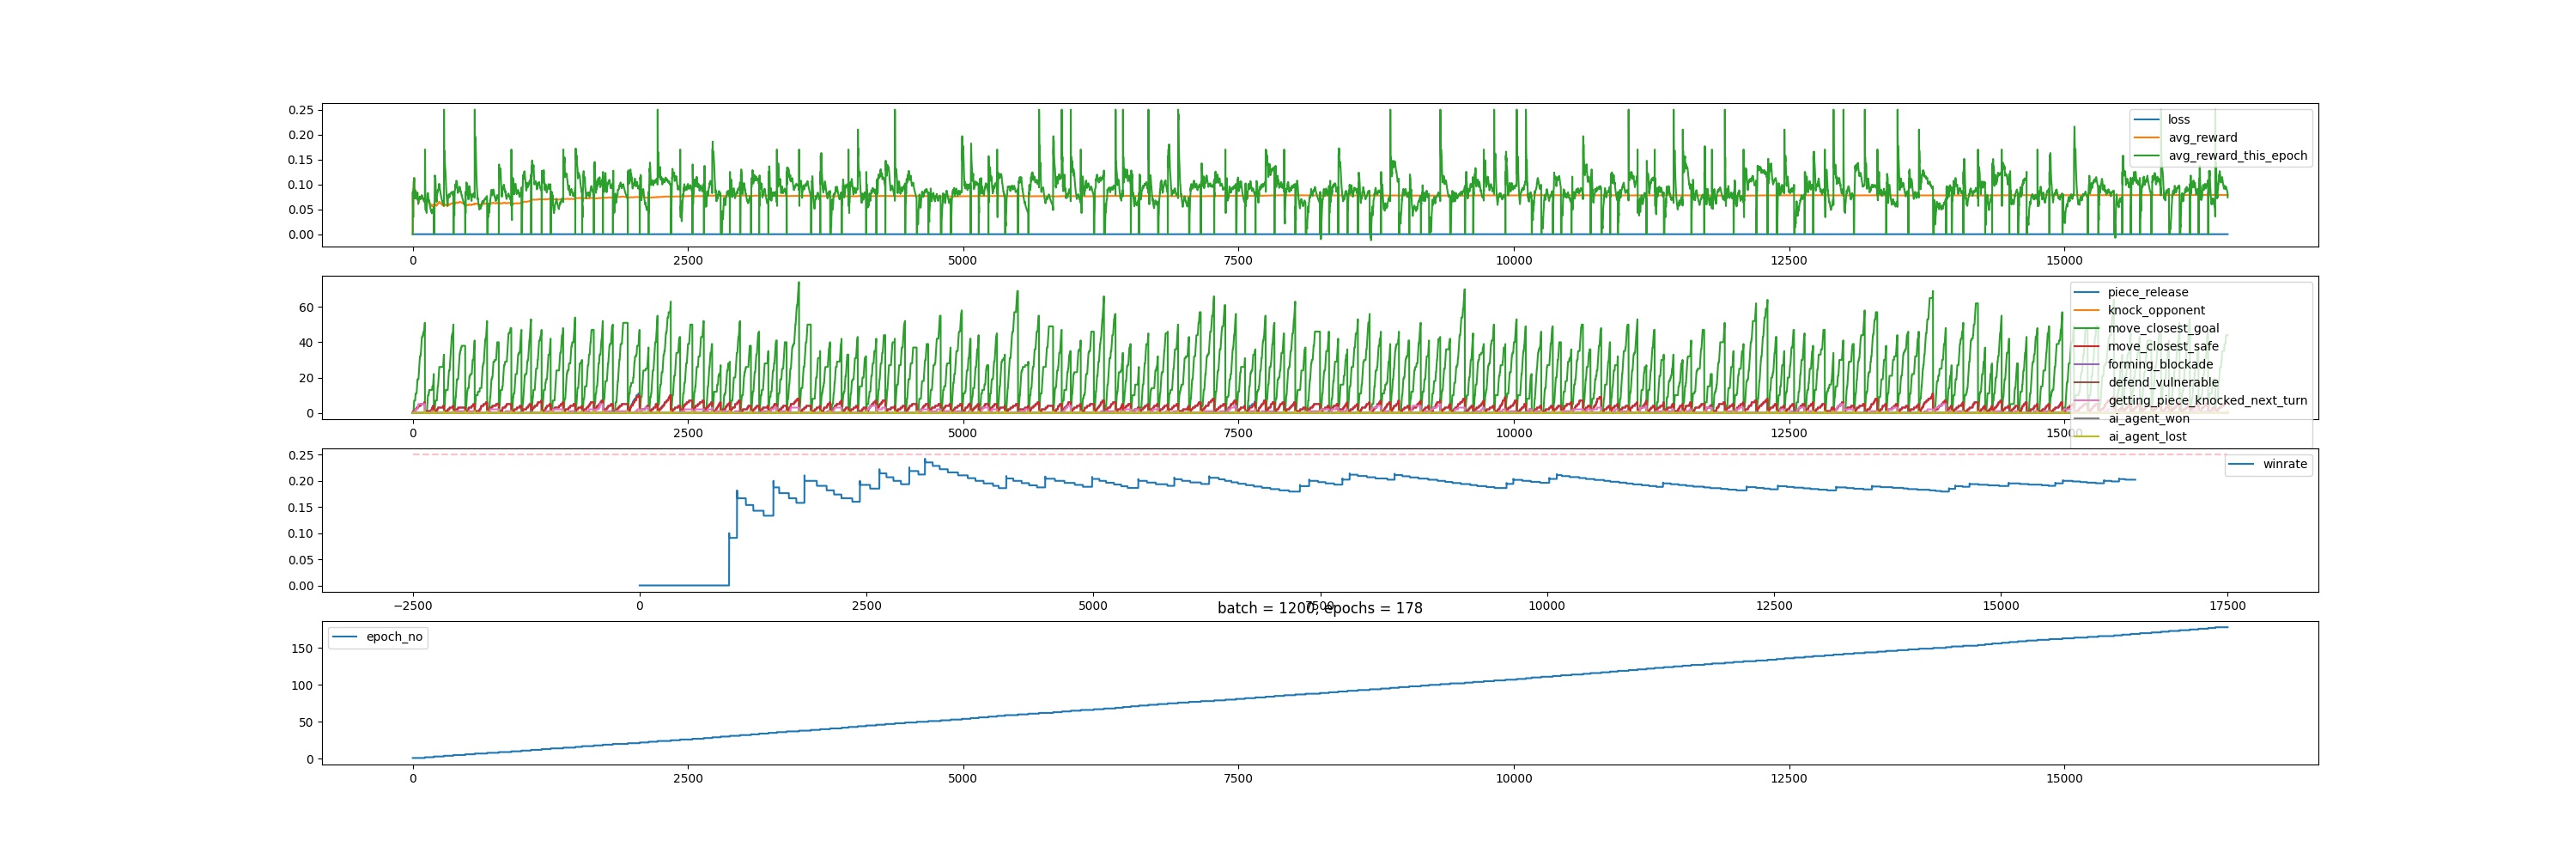 0.25
0.20
0.15
0.10
0.05
0.00
loss
avg_reward
avg_reward_this_epoch
0 2500 5000 7500 10000 12500 15000
60
40
20
0
piece_release
knock_opponent
move_closest_goal
move_closest_safe
forming_blockade
defend_vulnerable
getting_piece_knocked_next_turn
ai_agent_won
ai_agent_lost
0 2500 5000 7500 10000 12500 15000
0.25
0.20
0.15
0.10
0.05
0.00
winrate
−2500 0 2500 5000 7500 10000 12500 15000 17500
batch = 1200, epochs = 178
150
100
50
0
epoch_no
0 2500 5000 7500 10000 12500 15000